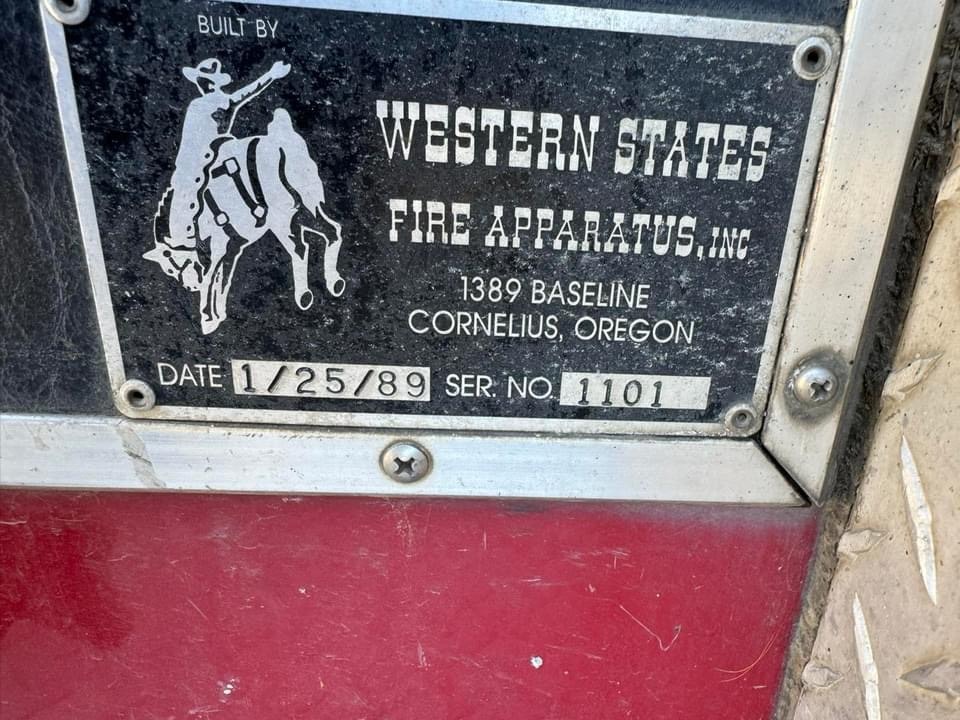 BUILT BY
WESTERN STATES
FIRE APPARATUS, INC
1389 BASELINE
CORNELIUS, OREGON
DATE 1/25/89 SER. NO. 1101